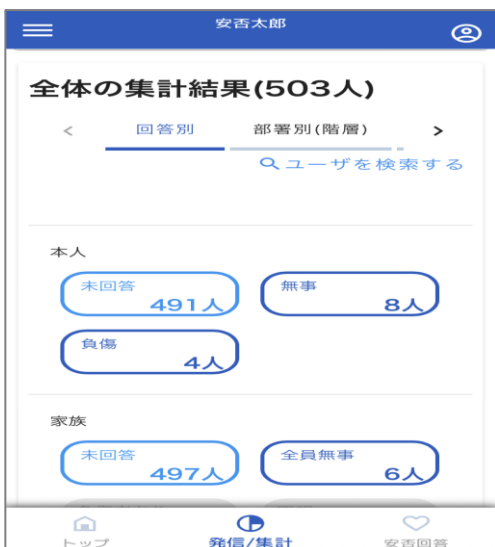 安否太郎
全体の集計結果(503人)
< 回答別 部署別(階層) >
ユーザを検索する
本人
未回答 無事
491人 8人
負傷
4人
家族
未回答 全員無事
497人 6人
トップ 発信/集計 安否回答